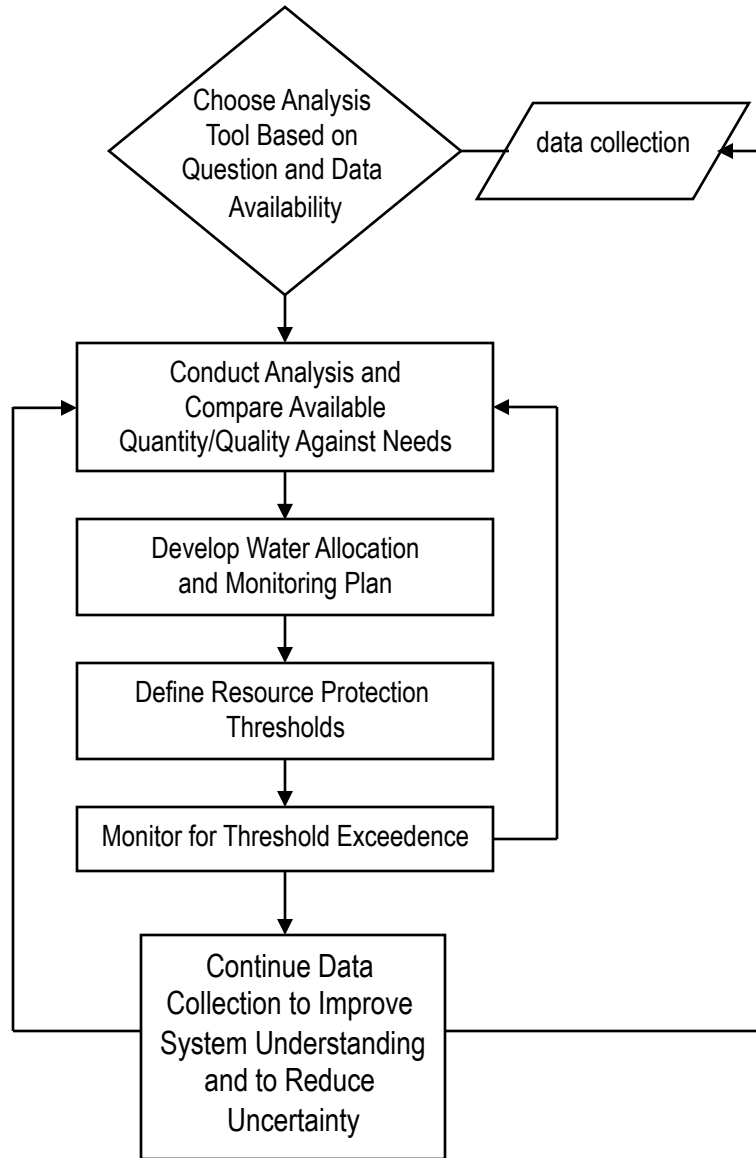 Choose Analysis
Tool Based on
Question and Data
Availability
data collection
Conduct Analysis and
Compare Available
Quantity/Quality Against Needs
Develop Water Allocation
and Monitoring Plan
Define Resource Protection
Thresholds
Monitor for Threshold Exceedence
Continue Data
Collection to Improve
System Understanding
and to Reduce
Uncertainty